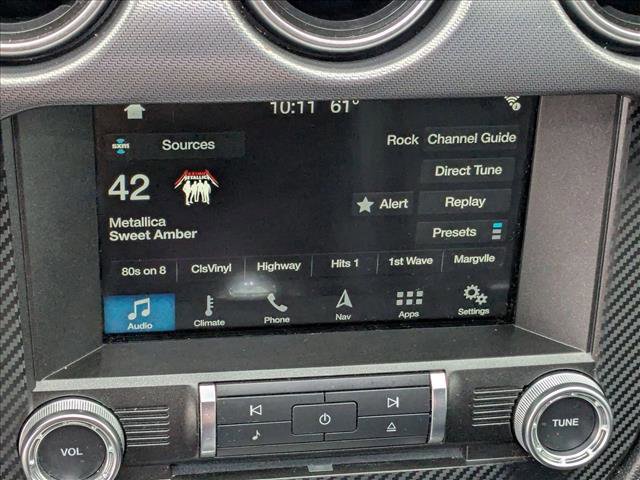 10:11 61°
sxm Sources
Rock Channel Guide
Direct Tune
42
METALLICA
Alert
Replay
Metallica
Sweet Amber
Presets
80s on 8 ClsVinyl Highway Hits 1 1st Wave Margvlle
Audio Climate Phone Nav Apps Settings
VOL
TUNE